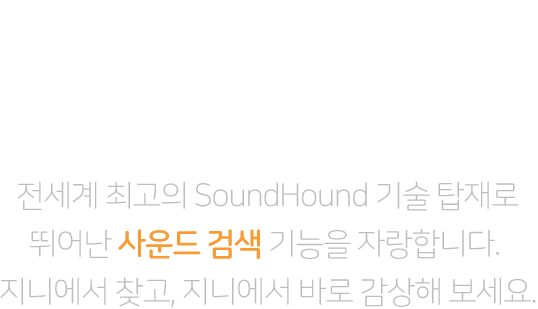 전세계 최고의 SoundHound 기술 탑재로
뛰어난 사운드 검색 기능을 자랑합니다.
지니에서 찾고, 지니에서 바로 감상해 보세요.